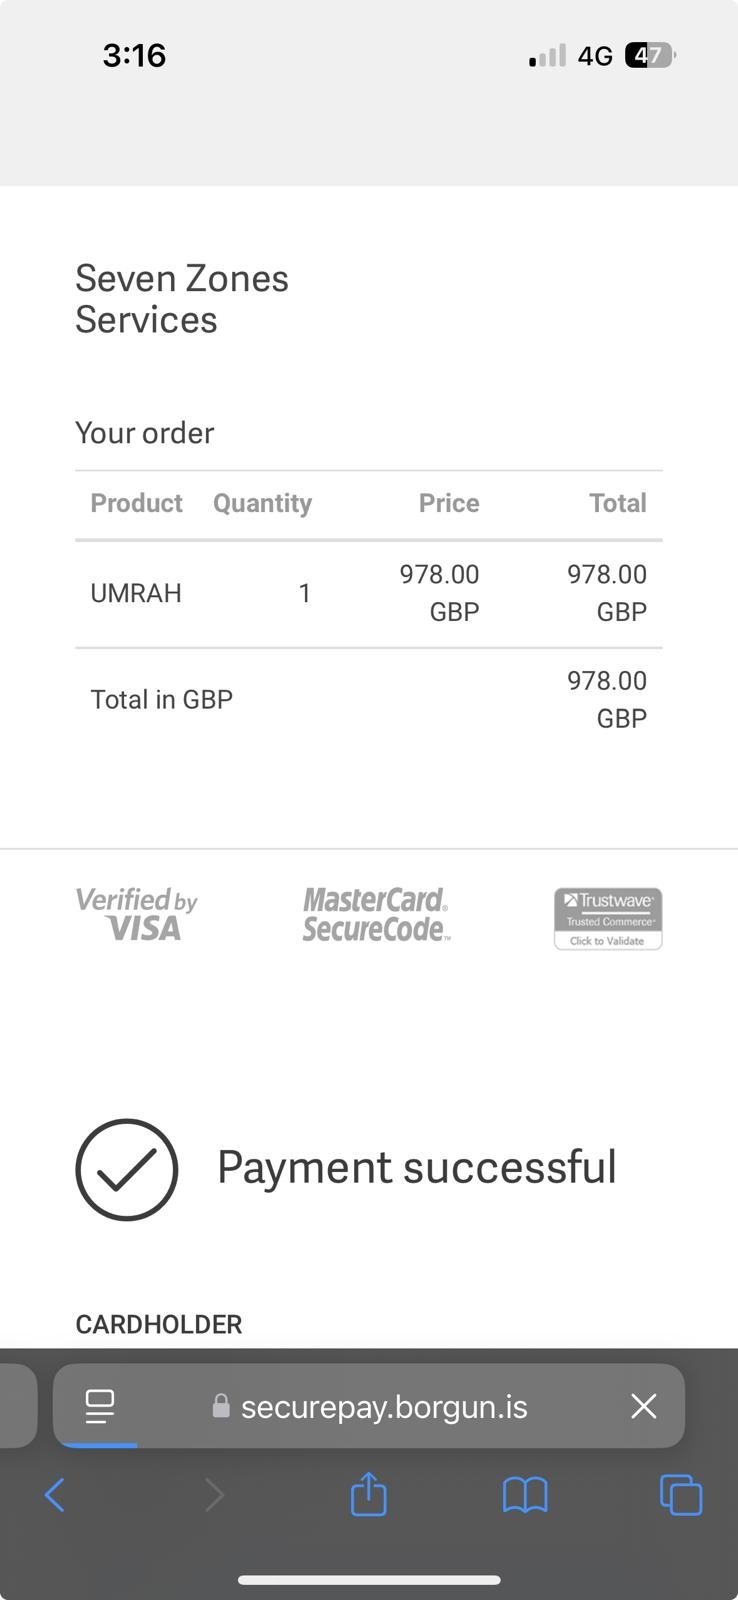 3:16
4G
47
Seven Zones
Services
Your order
Product Quantity Price Total
UMRAH 1 978.00 GBP 978.00 GBP
Total in GBP 978.00 GBP
Verified by VISA
MasterCard. SecureCode.™
Trustwave
Trusted Commerce
Click to Validate
Payment successful
CARDHOLDER
securepay.borgun.is